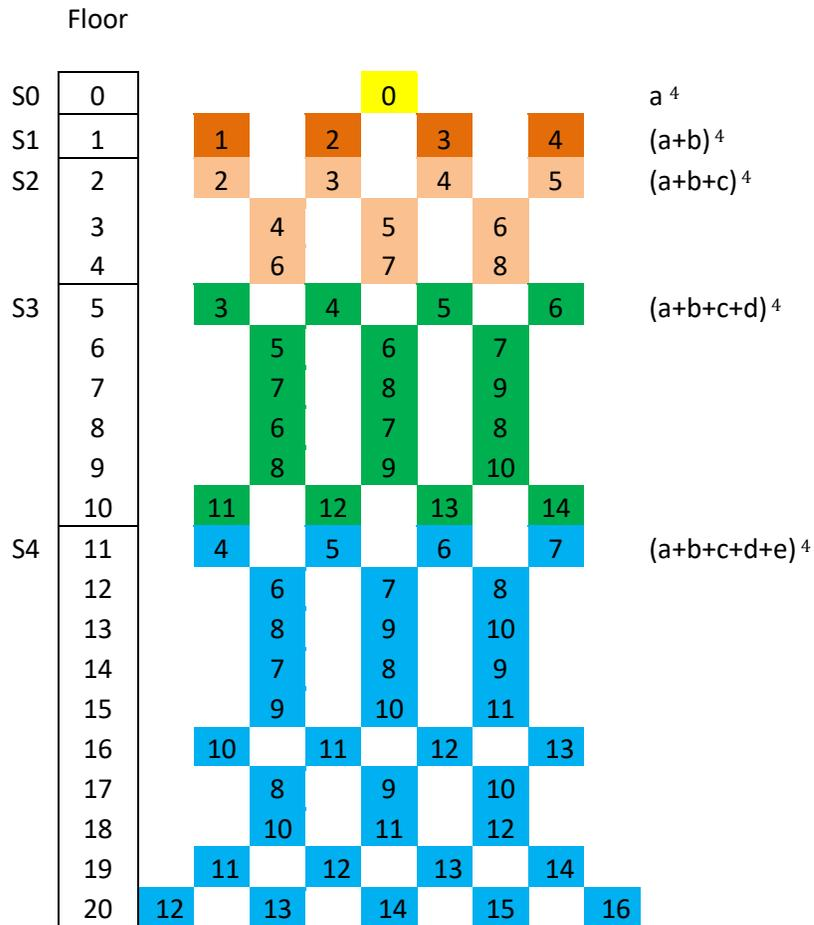 Floor
S0 0 0 a ⁴
S1 1 1 2 3 4 (a+b) ⁴
S2 2 2 3 4 5 (a+b+c) ⁴
3 4 5 6
4 6 7 8
S3 5 3 4 5 6 (a+b+c+d) ⁴
6 5 6 7
7 7 8 9
8 6 7 8
9 8 9 10
10 11 12 13 14
S4 11 4 5 6 7 (a+b+c+d+e) ⁴
12 6 7 8
13 8 9 10
14 7 8 9
15 9 10 11
16 10 11 12 13
17 8 9 10
18 10 11 12
19 11 12 13 14
20 12 13 14 15 16